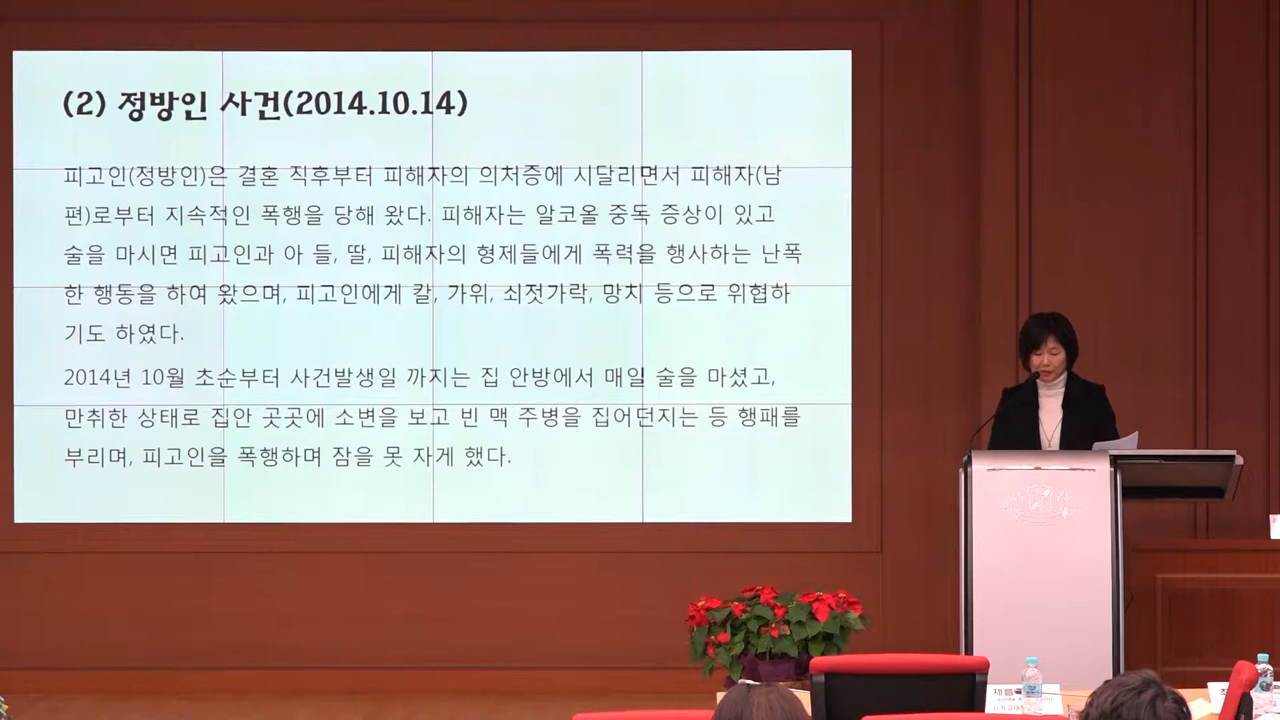 (2) 정방인 사건(2014.10.14)
피고인(정방인)은 결혼 직후부터 피해자의 의처증에 시달리면서 피해자(남
편)로부터 지속적인 폭행을 당해 왔다. 피해자는 알코올 중독 증상이 있고
술을 마시면 피고인과 아 들, 딸, 피해자의 형제들에게 폭력을 행사하는 난폭
한 행동을 하여 왔으며, 피고인에게 칼, 가위, 쇠젓가락, 망치 등으로 위협하
기도 하였다.
2014년 10월 초순부터 사건발생일 까지는 집 안방에서 매일 술을 마셨고,
만취한 상태로 집안 곳곳에 소변을 보고 빈 맥 주병을 집어던지는 등 행패를
부리며, 피고인을 폭행하며 잠을 못 자게 했다.